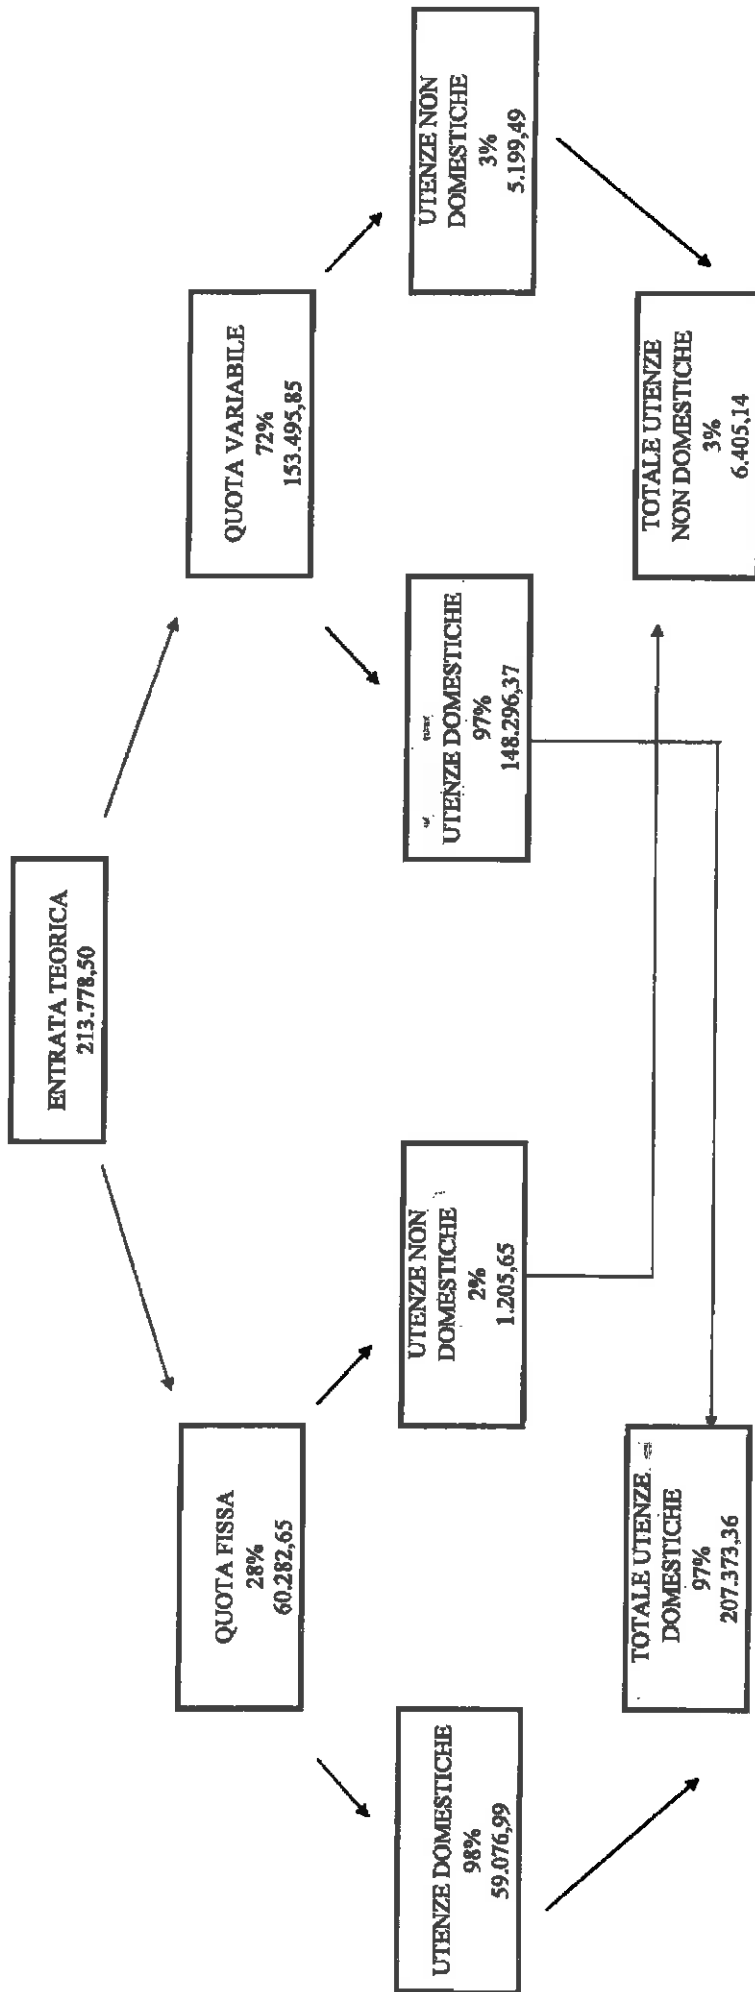 ENTRATA TEORICA
213.778,50
QUOTA FISSA
28%
60.282,65
QUOTA VARIABILE
72%
153.495,85
UTENZE DOMESTICHE
98%
59.076,99
UTENZE NON
DOMESTICHE
2%
1.205,65
UTENZE DOMESTICHE
97%
148.296,37
UTENZE NON
DOMESTICHE
3%
5.199,49
TOTALE UTENZE
DOMESTICHE
97%
207.373,36
TOTALE UTENZE
NON DOMESTICHE
3%
6.405,14